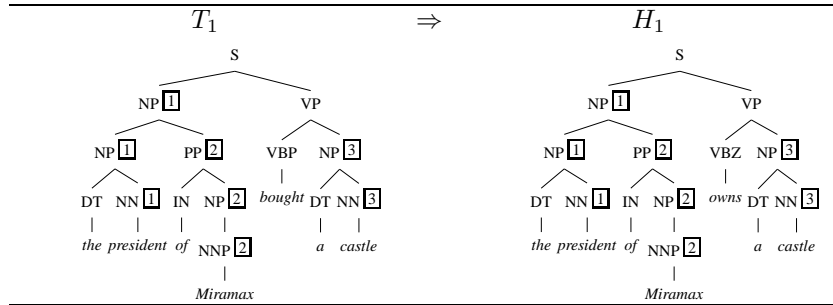 T1 ⇒ H1
S S
NP 1 VP NP 1 VP
NP 1 PP 2 VBP NP 3 NP 1 PP 2 VBZ NP 3
DT NN 1 IN NP 2 bought DT NN 3 DT NN 1 IN NP 2 owns DT NN 3
the president of NNP 2 a castle the president of NNP 2 a castle
Miramax Miramax